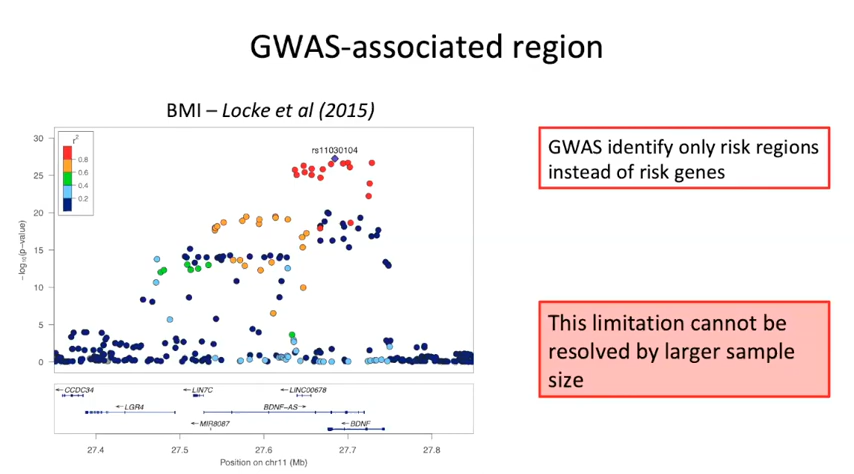 GWAS-associated region
BMI – Locke et al (2015)
GWAS identify only risk regions
instead of risk genes
This limitation cannot be
resolved by larger sample
size
r²
0.8
0.6
0.4
0.2
rs11030104
30
25
20
15
10
5
0
−log₁₀(p−value)
←CCDC34
←LIN7C
←LINC00678
←LGR4
BDNF−AS→
←MIR8087
←BDNF
27.4
27.5
27.6
27.7
27.8
Position on chr11 (Mb)